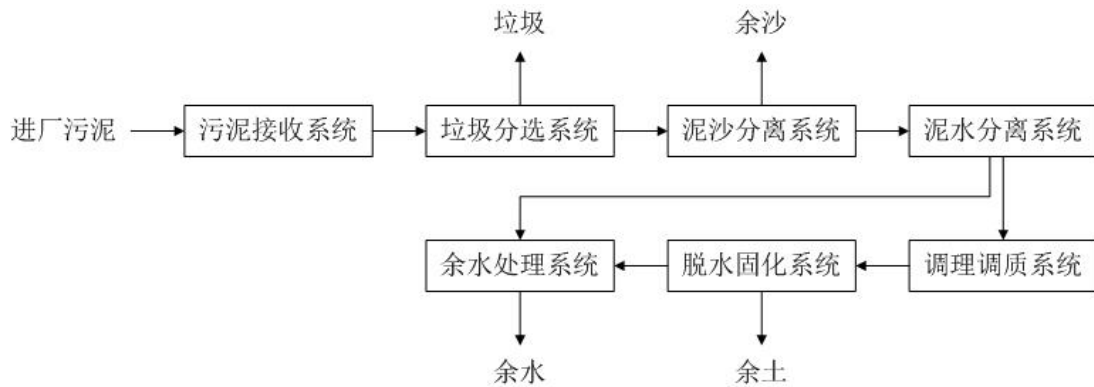 垃圾
余沙
进厂污泥
污泥接收系统
垃圾分选系统
泥沙分离系统
泥水分离系统
余水处理系统
脱水固化系统
调理调质系统
余水
余土